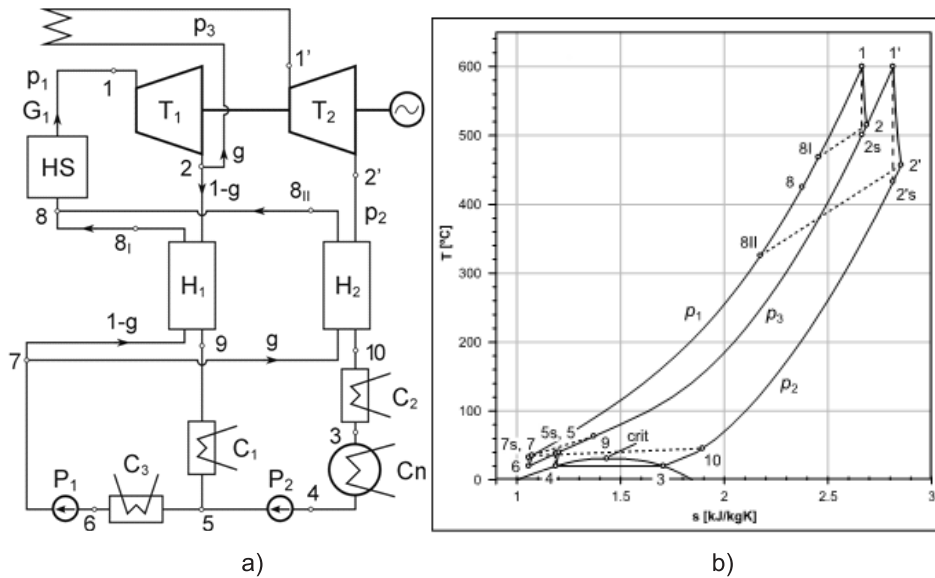 p3
1'
p1
1
G1
T1
T2
HS
2
g
2'
1-g
8II
p2
8
8I
H1
H2
1-g
g
7
9
10
C2
3
C1
Cn
C3
P1
P2
4
6
5
a)
T [ºC]
600
500
400
300
200
100
0
1
1'
2
2s
8I
8
2'
2's
8II
p1
p3
p2
7s, 7
5s, 5
9
crit
10
6
4
3
1
1.5
2
2.5
3
s [kJ/kgK]
b)